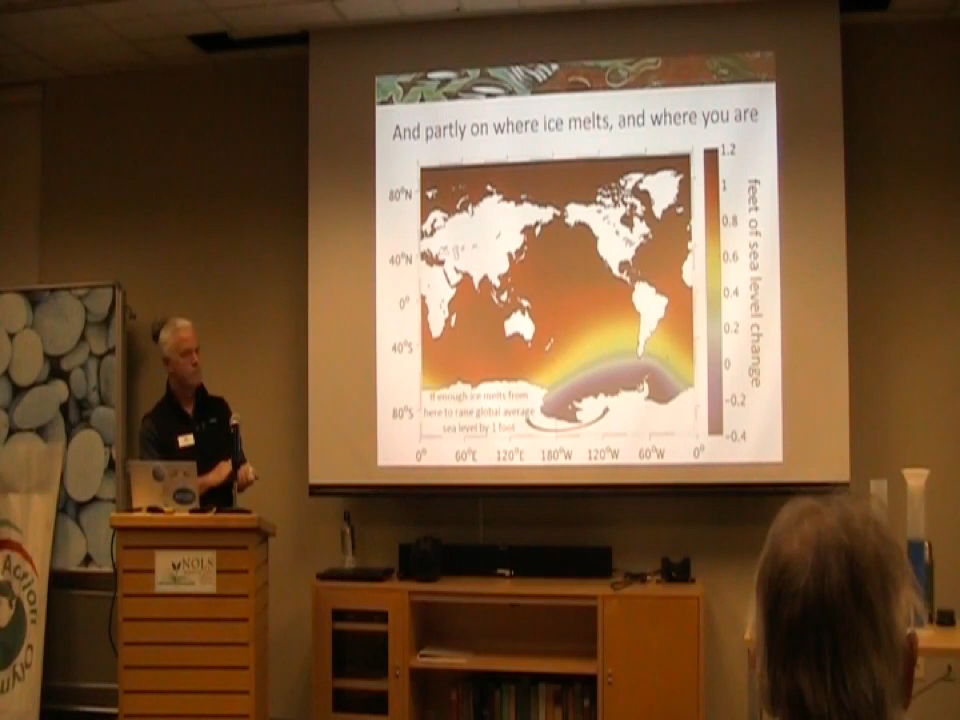 And partly on where ice melts, and where you are
1.2
1
0.8
0.6
0.4
0.2
0
-0.2
-0.4
feet of sea level change
80°N
40°N
0°
40°S
80°S
If enough ice melts from
here to raise global average
sea level by 1 foot
0° 60°E 120°E 180°W 120°W 60°W 0°
NOLS
Action
Olym